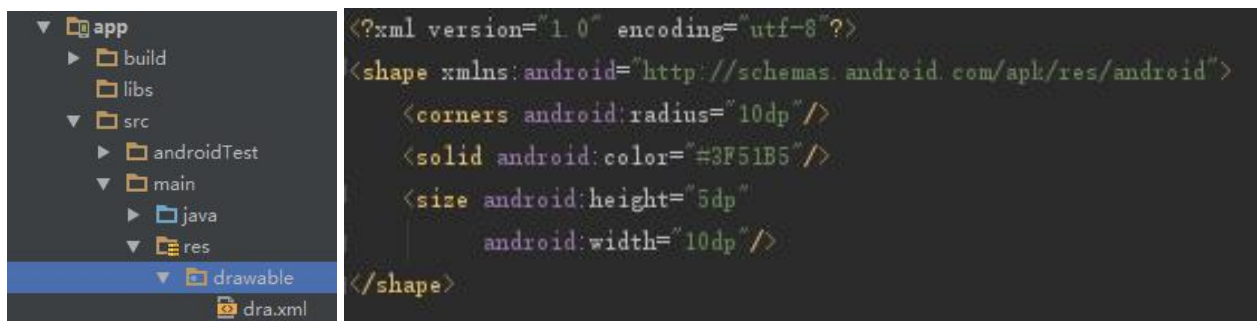 app
build
libs
src
androidTest
main
java
res
drawable
dra.xml
<?xml version="1.0" encoding="utf-8"?>
<shape xmlns:android="http://schemas.android.com/apk/res/android">
<corners android:radius="10dp"/>
<solid android:color="#3F51B5"/>
<size android:height="5dp"
android:width="10dp"/>
</shape>